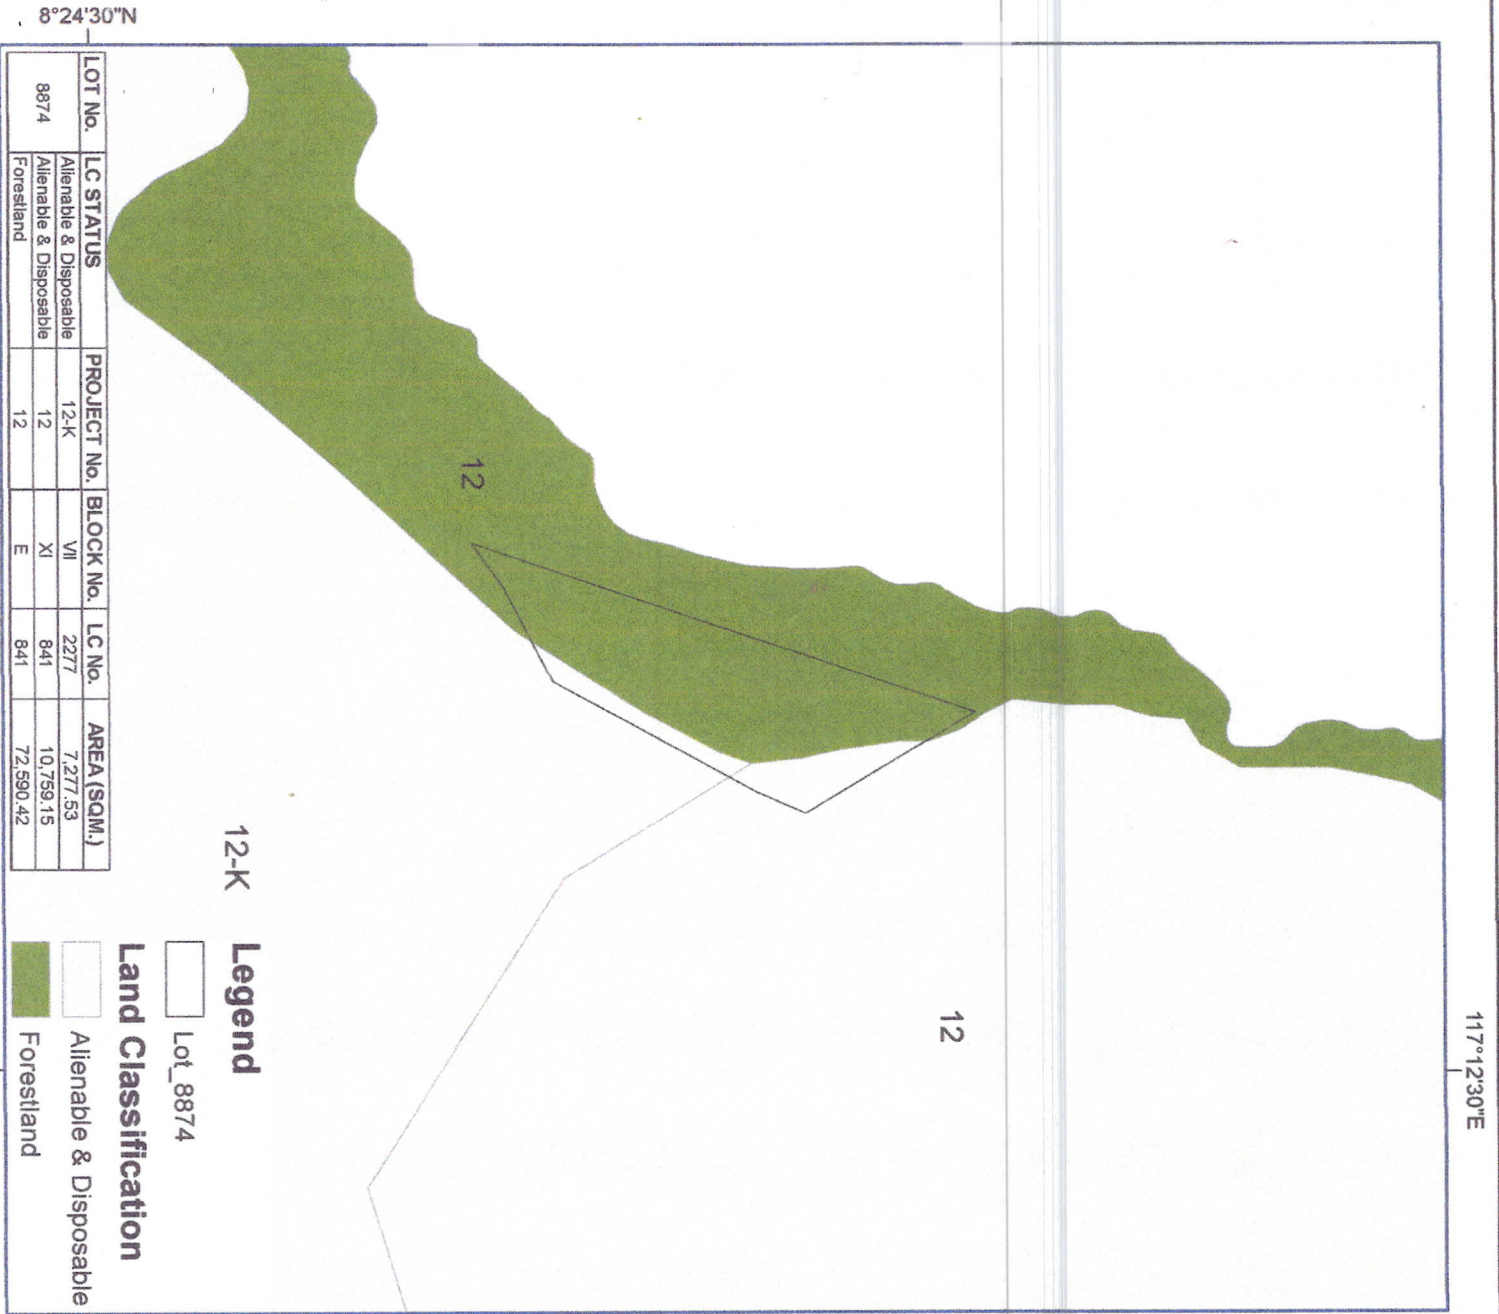 8°24'30"N
117°12'30"E
12
12
12-K
LOT No. LC STATUS PROJECT No. BLOCK No. LC No. AREA (SQM.)
8874 Alienable & Disposable 12-K VII 2277 7,277.53
Alienable & Disposable 12 XI 841 10,759.15
Forestland 12 E 841 72,590.42
Legend
Lot_8874
Land Classification
Alienable & Disposable
Forestland